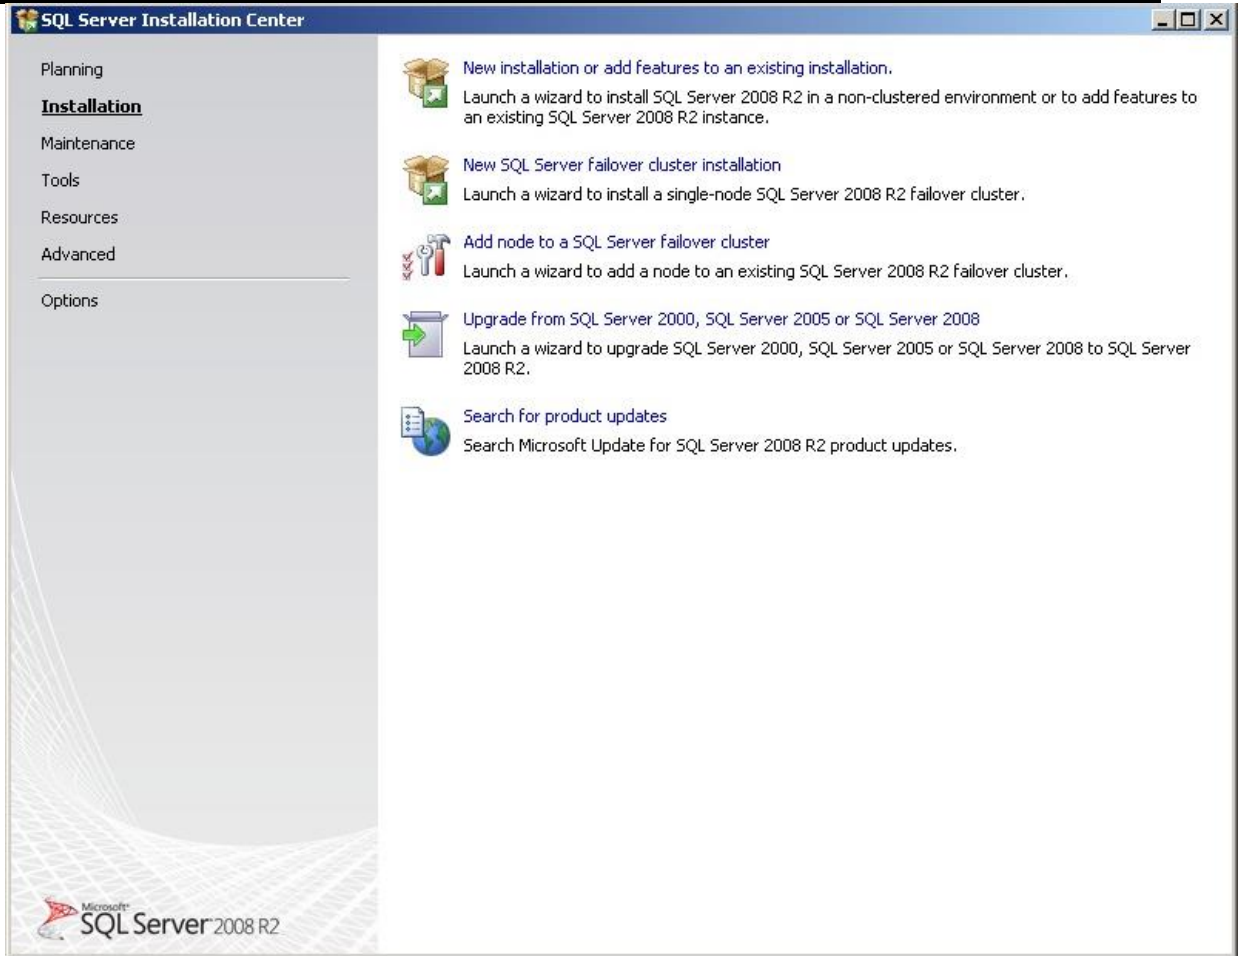 SQL Server Installation Center
Planning
Installation
Maintenance
Tools
Resources
Advanced
Options
New installation or add features to an existing installation.
Launch a wizard to install SQL Server 2008 R2 in a non-clustered environment or to add features to
an existing SQL Server 2008 R2 instance.
New SQL Server failover cluster installation
Launch a wizard to install a single-node SQL Server 2008 R2 failover cluster.
Add node to a SQL Server failover cluster
Launch a wizard to add a node to an existing SQL Server 2008 R2 failover cluster.
Upgrade from SQL Server 2000, SQL Server 2005 or SQL Server 2008
Launch a wizard to upgrade SQL Server 2000, SQL Server 2005 or SQL Server 2008 to SQL Server
2008 R2.
Search for product updates
Search Microsoft Update for SQL Server 2008 R2 product updates.
Microsoft
SQL Server 2008 R2